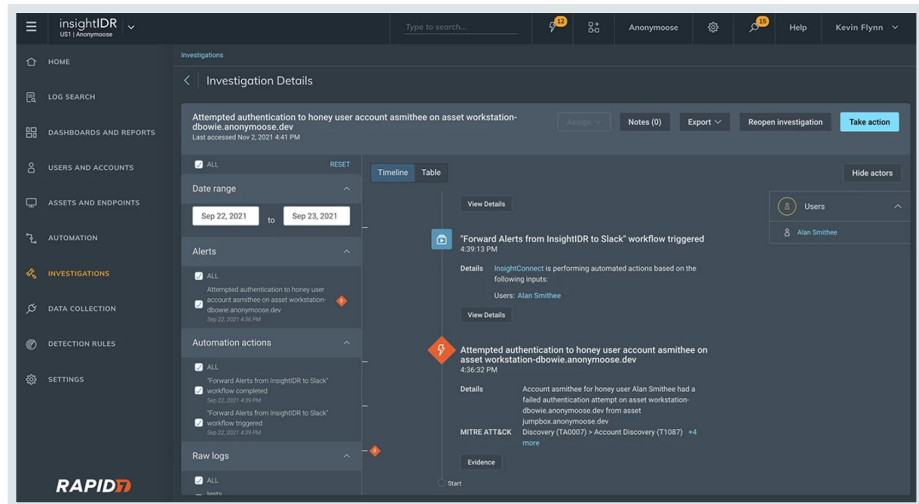 insightIDR
US1 | Anonymoose
Type to search...
12
Anonymoose
15
Help
Kevin Flynn
HOME
LOG SEARCH
DASHBOARDS AND REPORTS
USERS AND ACCOUNTS
ASSETS AND ENDPOINTS
AUTOMATION
INVESTIGATIONS
DATA COLLECTION
DETECTION RULES
SETTINGS
RAPID7
Investigations
Investigation Details
Attempted authentication to honey user account asmithee on asset workstation-
dbowie.anonymoose.dev
Last accessed Nov 2, 2021 4:41 PM
Assign
Notes (0)
Export
Reopen investigation
Take action
ALL
RESET
Date range
Sep 22, 2021
to
Sep 23, 2021
Alerts
ALL
Attempted authentication to honey user
account asmithee on asset workstation-
dbowie.anonymoose.dev
Sep 22, 2021 4:36 PM
Automation actions
ALL
"Forward Alerts from InsightIDR to Slack"
workflow completed
Sep 22, 2021 4:39 PM
"Forward Alerts from InsightIDR to Slack"
workflow triggered
Sep 22, 2021 4:39 PM
Raw logs
ALL
Timeline
Table
Hide actors
View Details
"Forward Alerts from InsightIDR to Slack" workflow triggered
4:39:13 PM
Details
InsightConnect is performing automated actions based on the
following inputs:
Users: Alan Smithee
View Details
Attempted authentication to honey user account asmithee on
asset workstation-dbowie.anonymoose.dev
4:36:32 PM
Details
Account asmithee for honey user Alan Smithee had a
failed authentication attempt on asset workstation-
dbowie.anonymoose.dev from asset
jumpbox.anonymoose.dev
MITRE ATT&CK
Discovery (TA0007) > Account Discovery (T1087) +4
more
Evidence
Start
Users
Alan Smithee